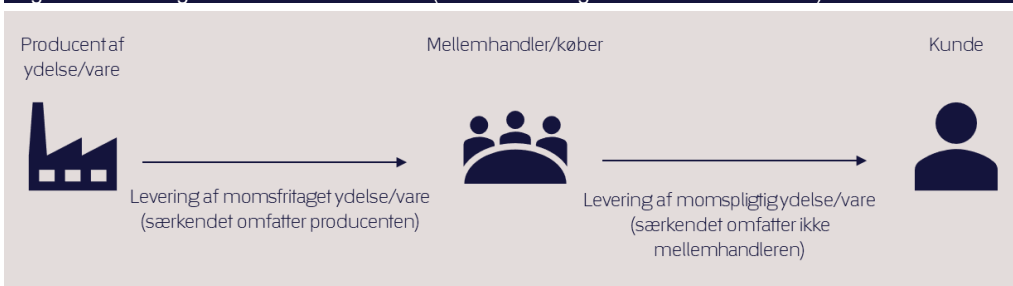 Producent af
ydelse/vare
Mellemhandler/køber
Kunde
Levering af momsfritaget ydelse/vare
(særkendet omfatter producenten)
Levering af momspligtig ydelse/vare
(særkendet omfatter ikke
mellemhandleren)